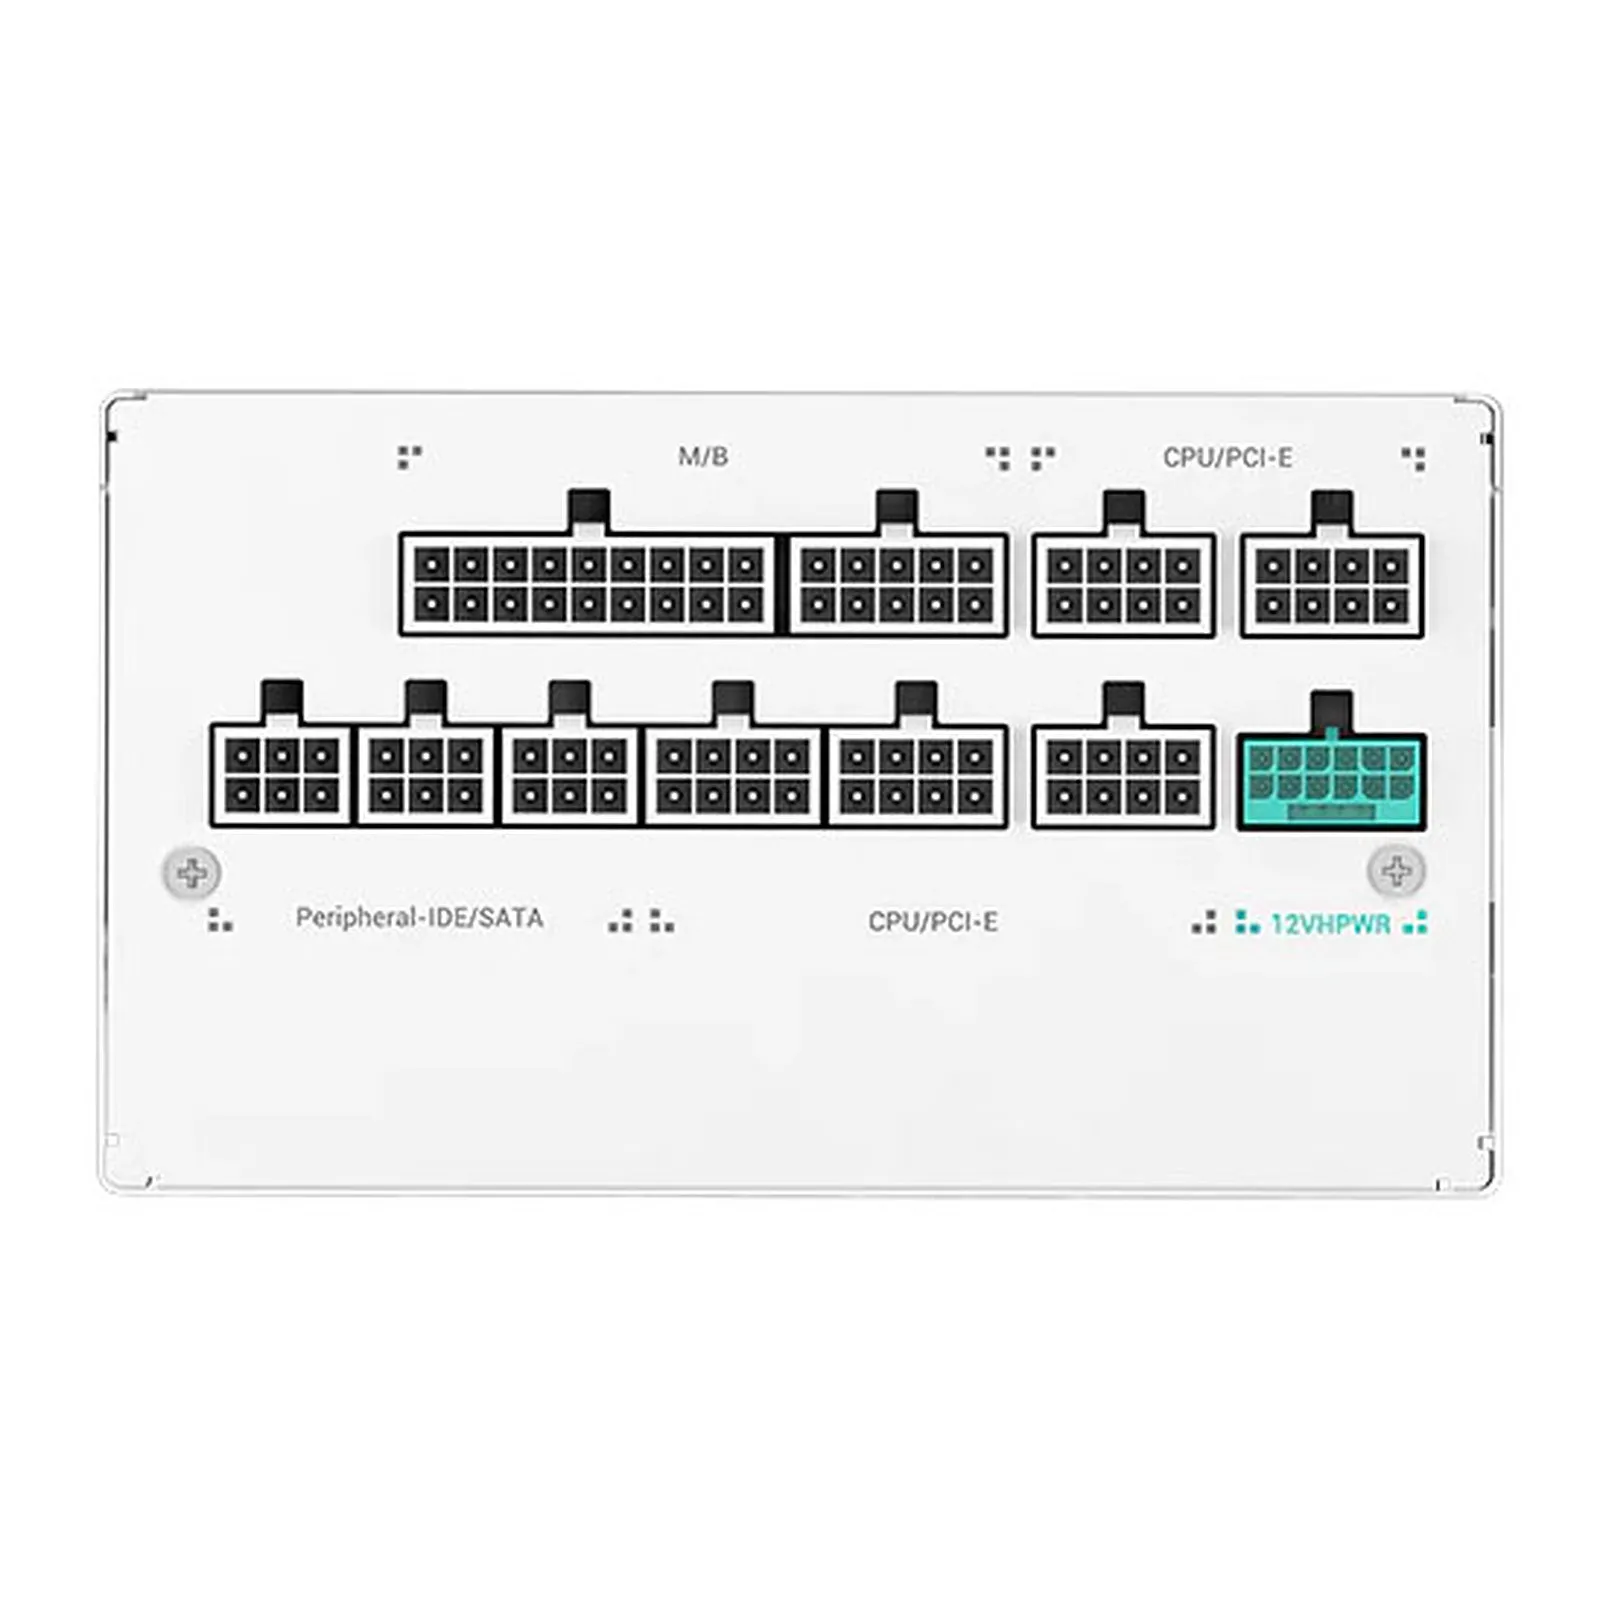 M/B
CPU/PCI-E
Peripheral-IDE/SATA
CPU/PCI-E
12VHPWR